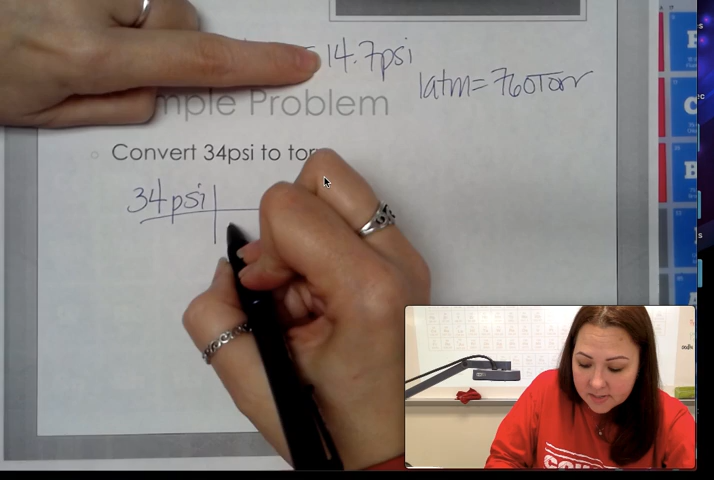 = 14.7psi
1atm = 760Torr
mple Problem
Convert 34psi to tor
34psi